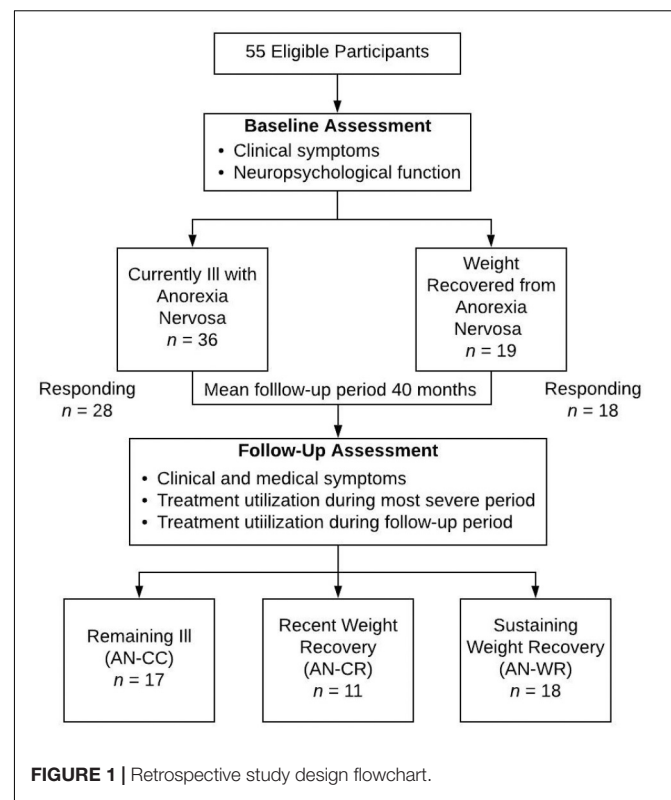 55 Eligible Participants
Baseline Assessment
• Clinical symptoms
• Neuropsychological function
Currently Ill with
Anorexia
Nervosa
n = 36
Weight
Recovered from
Anorexia
Nervosa
n = 19
Responding
n = 28
Mean folllow-up period 40 months
Responding
n = 18
Follow-Up Assessment
• Clinical and medical symptoms
• Treatment utilization during most severe period
• Treatment utiilization during follow-up period
Remaining Ill
(AN-CC)
n = 17
Recent Weight
Recovery
(AN-CR)
n = 11
Sustaining
Weight Recovery
(AN-WR)
n = 18
FIGURE 1 | Retrospective study design flowchart.